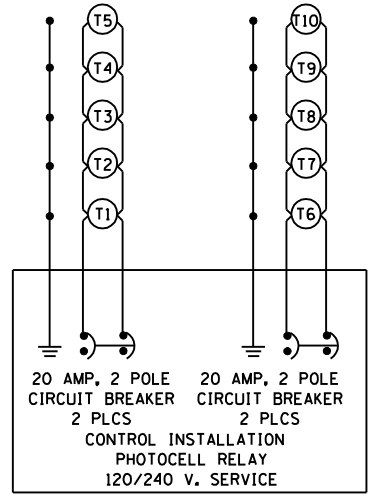 T5 T10
T4 T9
T3 T8
T2 T7
T1 T6
20 AMP, 2 POLE 20 AMP, 2 POLE
CIRCUIT BREAKER CIRCUIT BREAKER
2 PLCS 2 PLCS
CONTROL INSTALLATION
PHOTOCELL RELAY
120/240 V. SERVICE